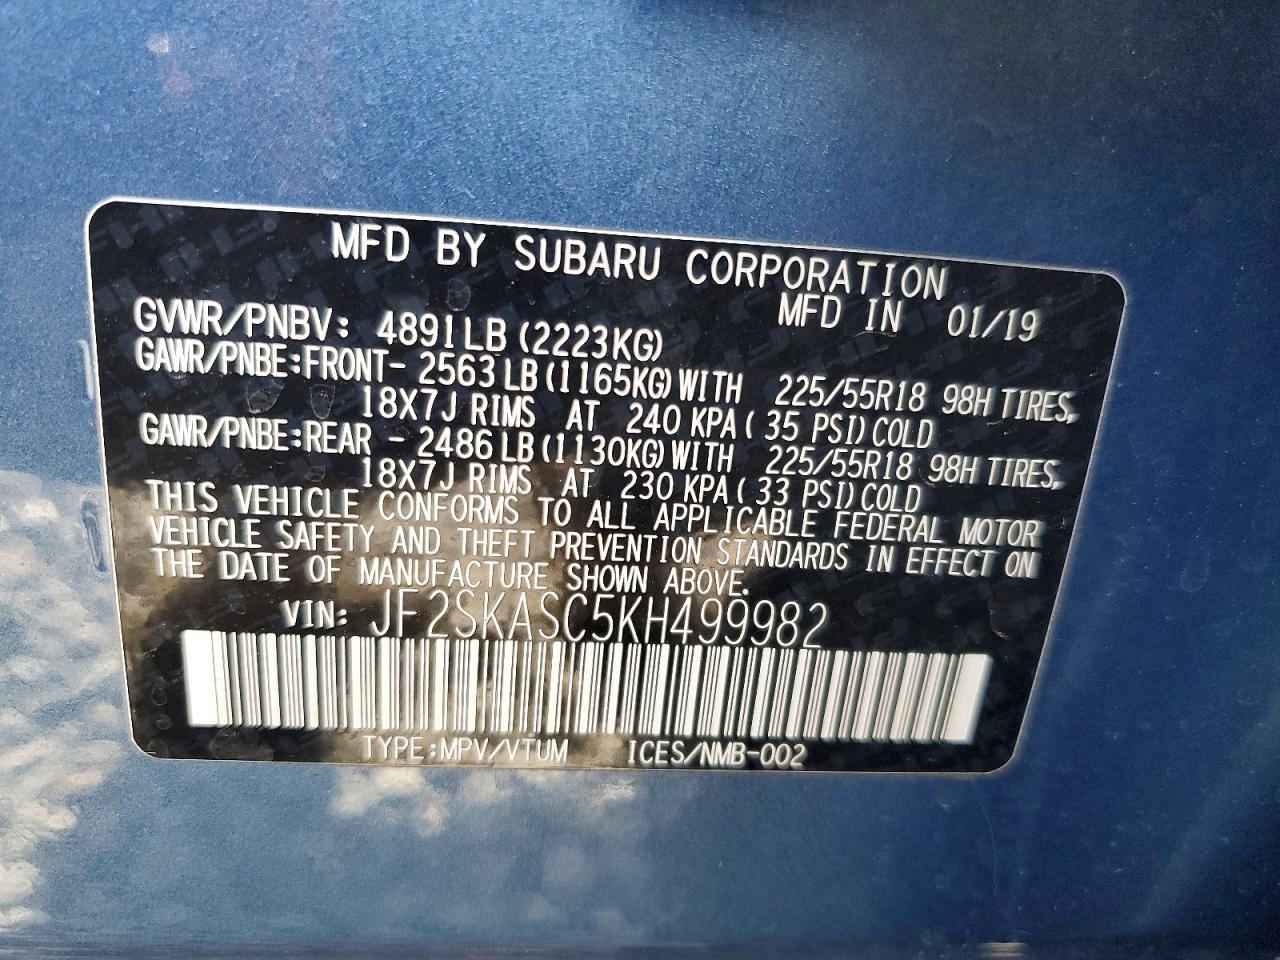 MFD BY SUBARU CORPORATION
MFD IN 01/19
GVWR/PNBV: 4891LB (2223KG)
GAWR/PNBE:FRONT- 2563 LB (1165KG) WITH 225/55R18 98H TIRES,
18X7J RIMS AT 240 KPA ( 35 PSI) COLD
GAWR/PNBE:REAR - 2486 LB (1130KG) WITH 225/55R18 98H TIRES,
18X7J RIMS AT 230 KPA ( 33 PSI) COLD
THIS VEHICLE CONFORMS TO ALL APPLICABLE FEDERAL MOTOR
VEHICLE SAFETY AND THEFT PREVENTION STANDARDS IN EFFECT ON
THE DATE OF MANUFACTURE SHOWN ABOVE.
VIN: JF2SKASC5KH499982
TYPE:MPV/VTUM ICES/NMB-002